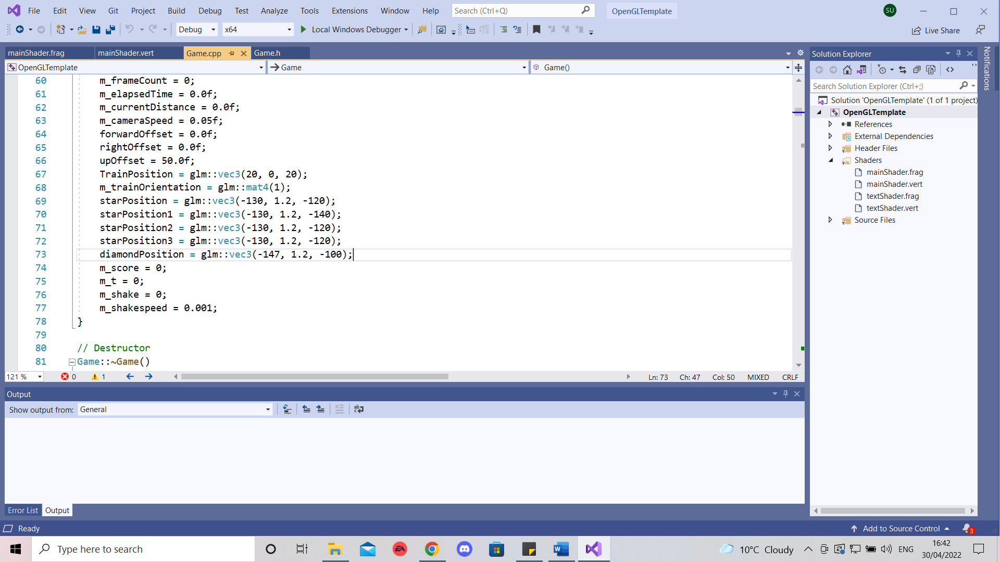 File Edit View Git Project Build Debug Test Analyze Tools Extensions Window Help Search (Ctrl+Q) OpenGLTemplate SU
Debug x64 Local Windows Debugger Live Share
mainShader.frag mainShader.vert Game.cpp Game.h
OpenGLTemplate Game Game()
60 m_frameCount = 0;
61 m_elapsedTime = 0.0f;
62 m_currentDistance = 0.0f;
63 m_cameraSpeed = 0.05f;
64 forwardOffset = 0.0f;
65 rightOffset = 0.0f;
66 upOffset = 50.0f;
67 TrainPosition = glm::vec3(20, 0, 20);
68 m_trainOrientation = glm::mat4(1);
69 starPosition = glm::vec3(-130, 1.2, -120);
70 starPosition1 = glm::vec3(-130, 1.2, -140);
71 starPosition2 = glm::vec3(-130, 1.2, -120);
72 starPosition3 = glm::vec3(-130, 1.2, -120);
73 diamondPosition = glm::vec3(-147, 1.2, -100);
74 m_score = 0;
75 m_t = 0;
76 m_shake = 0;
77 m_shakespeed = 0.001;
78 }
79
80 // Destructor
81 Game::~Game()
121 % 0 1 Ln: 73 Ch: 47 Col: 50 MIXED CRLF
Output
Show output from: General
Error List Output
Solution Explorer
Search Solution Explorer (Ctrl+;)
Solution 'OpenGLTemplate' (1 of 1 project)
OpenGLTemplate
References
External Dependencies
Header Files
Shaders
mainShader.frag
mainShader.vert
textShader.frag
textShader.vert
Source Files
Notifications
Ready Add to Source Control 3
Type here to search EA W 10°C Cloudy ENG 16:42
30/04/2022